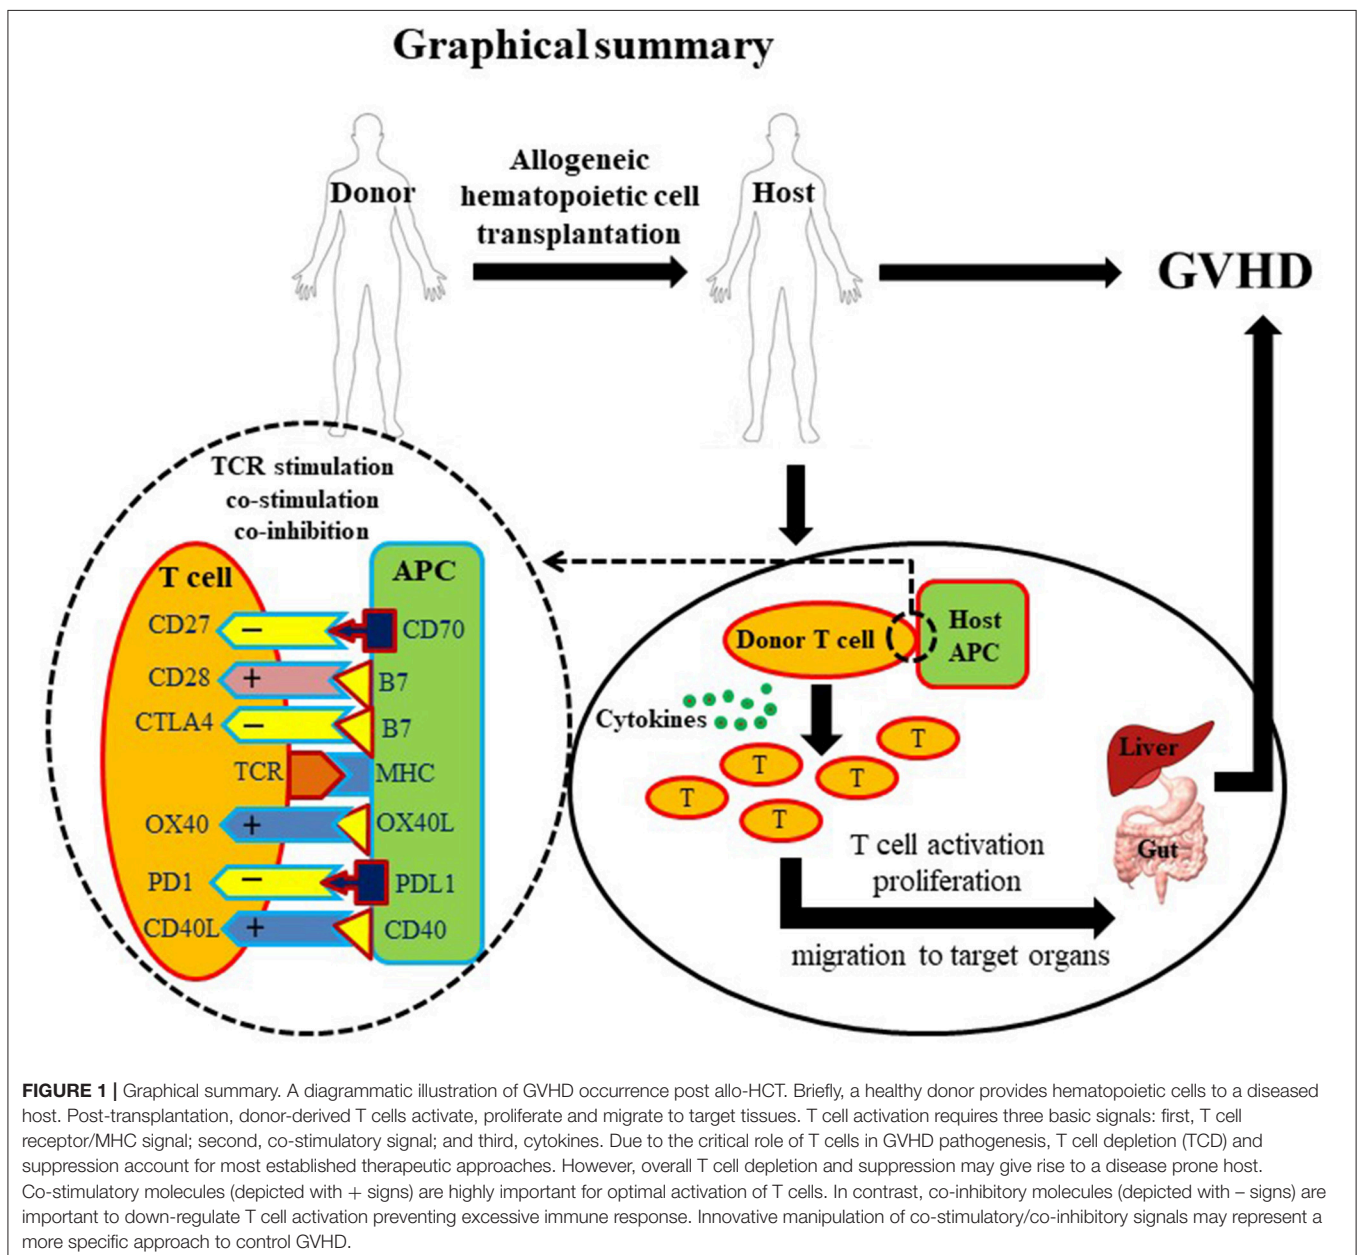 Graphical summary
Donor
Allogeneic
hematopoietic cell
transplantation
Host
GVHD
TCR stimulation
co-stimulation
co-inhibition
T cell
APC
CD27
−
CD70
CD28
+
B7
CTLA4
−
B7
TCR
MHC
OX40
+
OX40L
PD1
−
PDL1
CD40L
+
CD40
Donor T cell
Host
APC
Cytokines
T
T
T
T
T
T cell activation
proliferation
migration to target organs
Liver
Gut
FIGURE 1 | Graphical summary. A diagrammatic illustration of GVHD occurrence post allo-HCT. Briefly, a healthy donor provides hematopoietic cells to a diseased
host. Post-transplantation, donor-derived T cells activate, proliferate and migrate to target tissues. T cell activation requires three basic signals: first, T cell
receptor/MHC signal; second, co-stimulatory signal; and third, cytokines. Due to the critical role of T cells in GVHD pathogenesis, T cell depletion (TCD) and
suppression account for most established therapeutic approaches. However, overall T cell depletion and suppression may give rise to a disease prone host.
Co-stimulatory molecules (depicted with + signs) are highly important for optimal activation of T cells. In contrast, co-inhibitory molecules (depicted with – signs) are
important to down-regulate T cell activation preventing excessive immune response. Innovative manipulation of co-stimulatory/co-inhibitory signals may represent a
more specific approach to control GVHD.